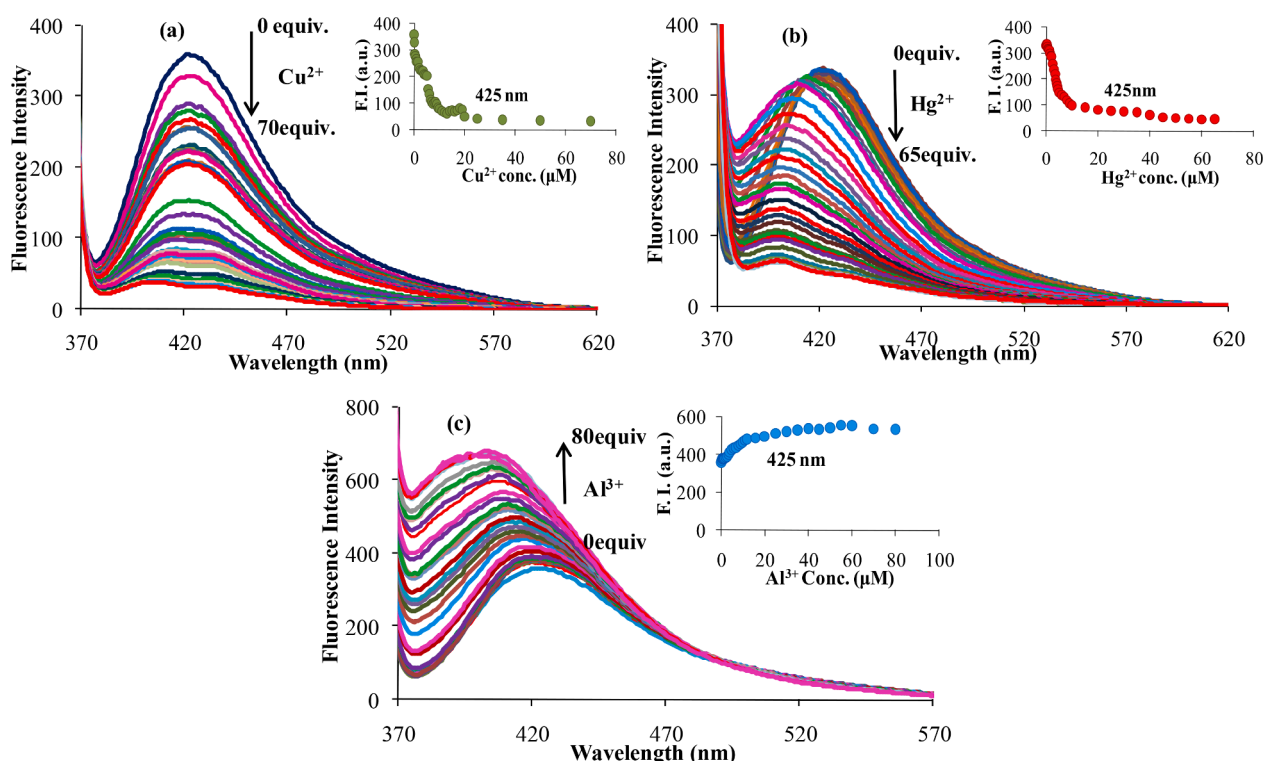 (a)
0 equiv.
Cu²⁺
70equiv.
Fluorescence Intensity
400
300
200
100
0
370 420 470 520 570 620
Wavelength (nm)
F.I. (a.u.)
400
300
200
100
0
425 nm
0 20 40 60 80
Cu²⁺ conc. (µM)
(b)
0equiv.
Hg²⁺
65equiv.
Fluorescence Intensity
400
300
200
100
0
370 420 470 520 570 620
Wavelength (nm)
F. I. (a.u.)
400
300
200
100
0
425nm
0 20 40 60 80
Hg²⁺ conc. (µM)
(c)
80equiv
Al³⁺
0equiv
Fluorescence Intensity
800
600
400
200
0
370 420 470 520 570
Wavelength (nm)
F. I. (a.u.)
600
400
200
0
425 nm
0 20 40 60 80 100
Al³⁺ Conc. (µM)